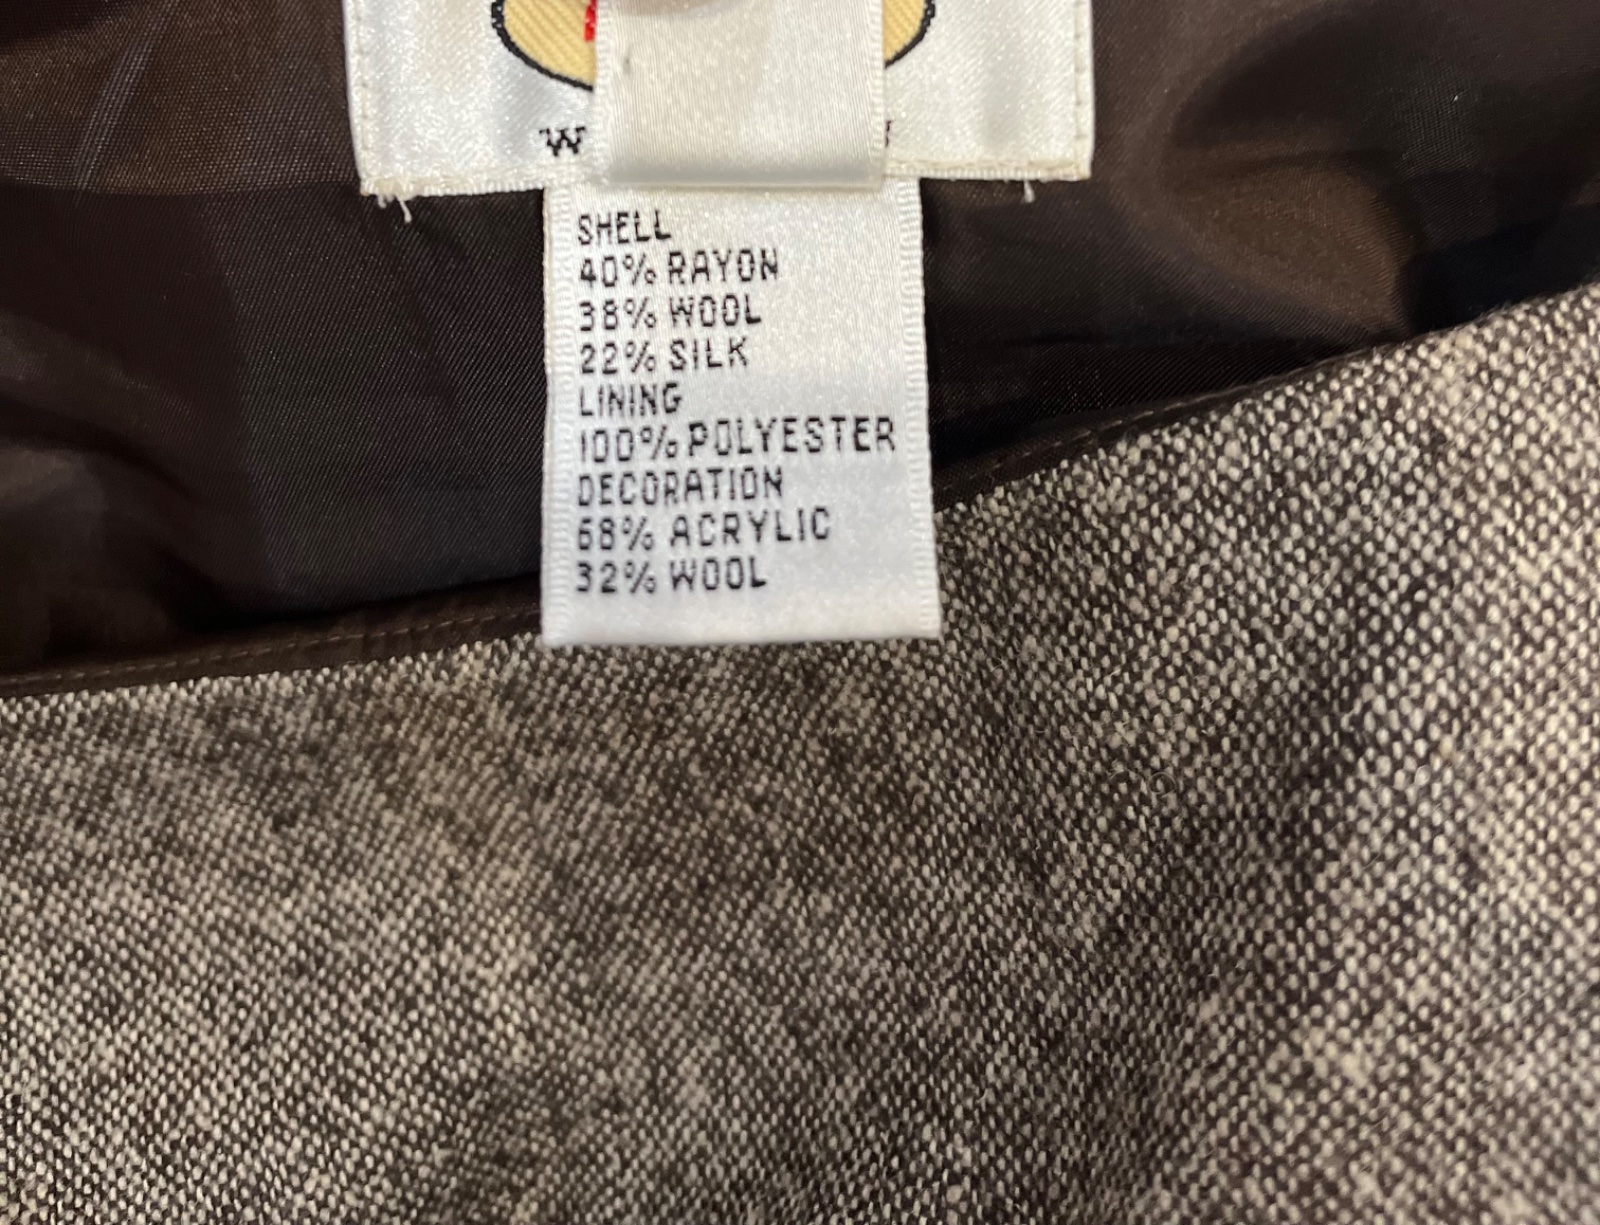 W
SHELL
40% RAYON
38% WOOL
22% SILK
LINING
100% POLYESTER
DECORATION
68% ACRYLIC
32% WOOL